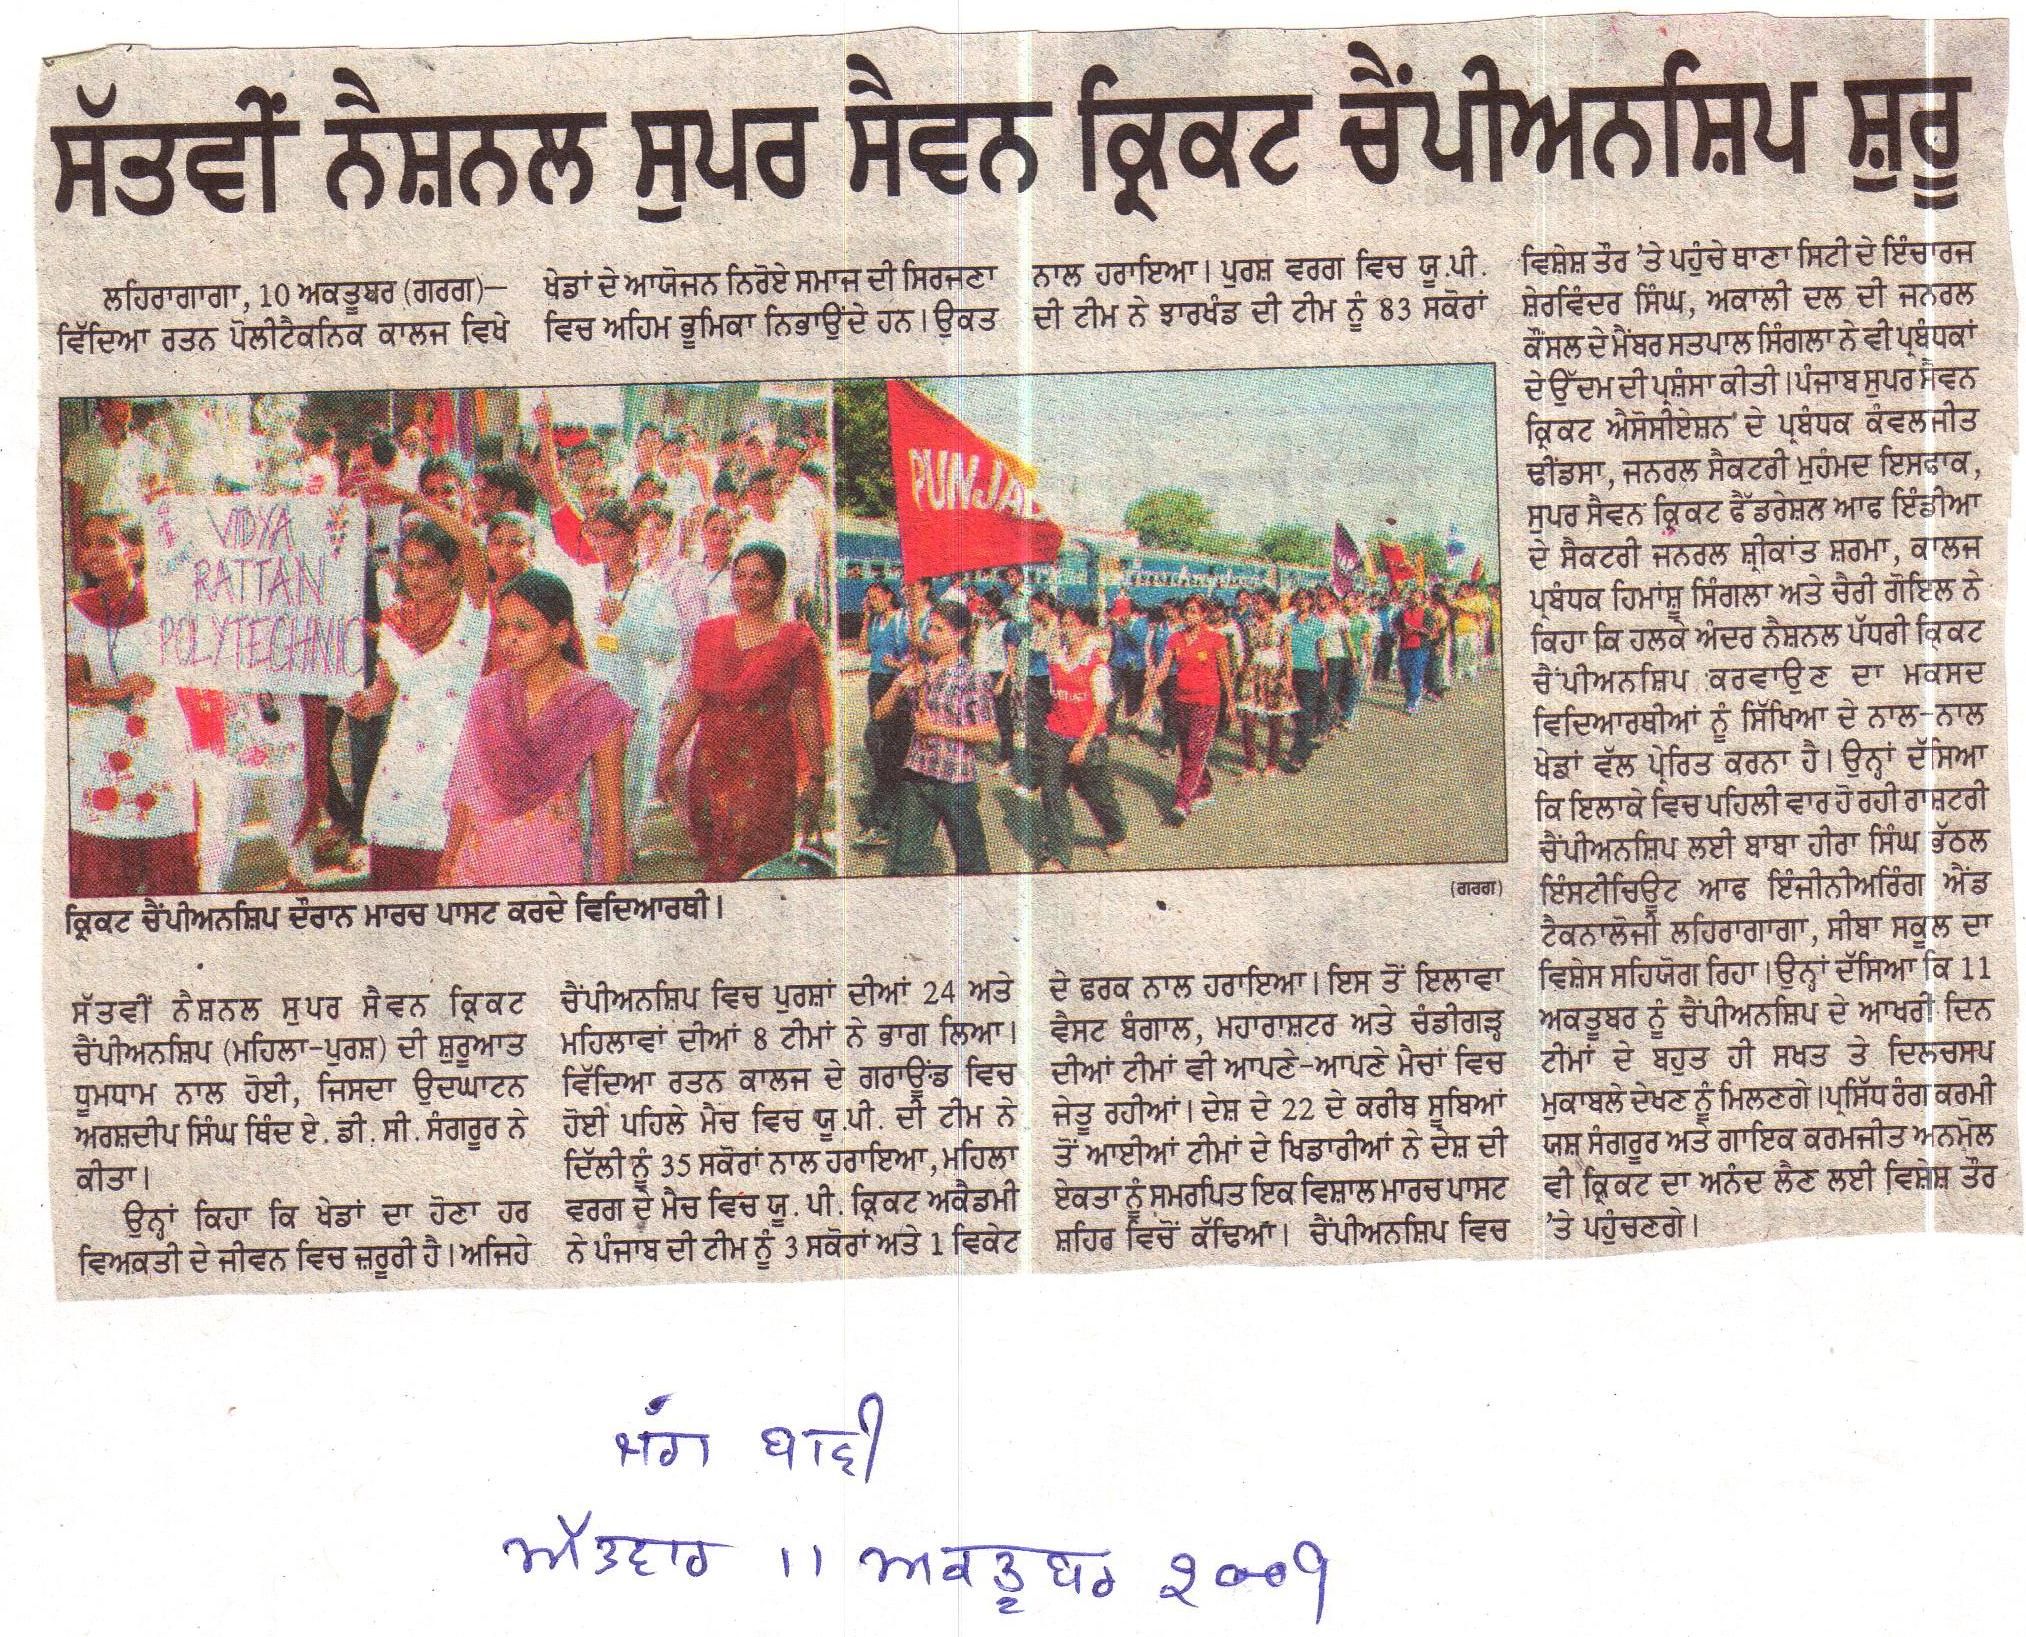 ਸੱਤਵੀਂ ਨੈਸ਼ਨਲ ਸੁਪਰ ਸੈਵਨ ਕ੍ਰਿਕਟ ਚੈਂਪੀਅਨਸ਼ਿਪ ਸ਼ੁਰੂ
ਲਹਿਰਾਗਾਗਾ, 10 ਅਕਤੂਬਰ (ਗਰਗ)–
ਵਿੱਦਿਆ ਰਤਨ ਪੋਲੀਟੈਕਨਿਕ ਕਾਲਜ ਵਿਖੇ
VIDYA
RATTAN
POLYTECHNIC
PUNJAB
ਕ੍ਰਿਕਟ ਚੈਂਪੀਅਨਸ਼ਿਪ ਦੌਰਾਨ ਮਾਰਚ ਪਾਸਟ ਕਰਦੇ ਵਿਦਿਆਰਥੀ।
(ਗਰਗ)
ਸੱਤਵੀਂ ਨੈਸ਼ਨਲ ਸੁਪਰ ਸੈਵਨ ਕ੍ਰਿਕਟ
ਚੈਂਪੀਅਨਸ਼ਿਪ (ਮਹਿਲਾ-ਪੁਰਸ਼) ਦੀ ਸ਼ੁਰੂਆਤ
ਧੂਮਧਾਮ ਨਾਲ ਹੋਈ, ਜਿਸਦਾ ਉਦਘਾਟਨ
ਅਰਸ਼ਦੀਪ ਸਿੰਘ ਥਿੰਦ ਏ. ਡੀ. ਸੀ. ਸੰਗਰੂਰ ਨੇ
ਕੀਤਾ।
ਉਨ੍ਹਾਂ ਕਿਹਾ ਕਿ ਖੇਡਾਂ ਦਾ ਹੋਣਾ ਹਰ
ਵਿਅਕਤੀ ਦੇ ਜੀਵਨ ਵਿਚ ਜ਼ਰੂਰੀ ਹੈ। ਅਜਿਹੇ
ਖੇਡਾਂ ਦੇ ਆਯੋਜਨ ਨਿਰੋਏ ਸਮਾਜ ਦੀ ਸਿਰਜਣਾ
ਵਿਚ ਅਹਿਮ ਭੂਮਿਕਾ ਨਿਭਾਉਂਦੇ ਹਨ। ਉਕਤ
ਚੈਂਪੀਅਨਸ਼ਿਪ ਵਿਚ ਪੁਰਸ਼ਾਂ ਦੀਆਂ 24 ਅਤੇ
ਮਹਿਲਾਵਾਂ ਦੀਆਂ 8 ਟੀਮਾਂ ਨੇ ਭਾਗ ਲਿਆ।
ਵਿੱਦਿਆ ਰਤਨ ਕਾਲਜ ਦੇ ਗਰਾਊਂਡ ਵਿਚ
ਹੋਈ ਪਹਿਲੇ ਮੈਚ ਵਿਚ ਯੂ.ਪੀ. ਦੀ ਟੀਮ ਨੇ
ਦਿੱਲੀ ਨੂੰ 35 ਸਕੋਰਾਂ ਨਾਲ ਹਰਾਇਆ, ਮਹਿਲਾ
ਵਰਗ ਦੇ ਮੈਚ ਵਿਚ ਯੂ. ਪੀ. ਕ੍ਰਿਕਟ ਅਕੈਡਮੀ
ਨੇ ਪੰਜਾਬ ਦੀ ਟੀਮ ਨੂੰ 3 ਸਕੋਰਾਂ ਅਤੇ 1 ਵਿਕੇਟ
ਨਾਲ ਹਰਾਇਆ। ਪੁਰਸ਼ ਵਰਗ ਵਿਚ ਯੂ.ਪੀ.
ਦੀ ਟੀਮ ਨੇ ਝਾਰਖੰਡ ਦੀ ਟੀਮ ਨੂੰ 83 ਸਕੋਰਾਂ
ਦੇ ਫਰਕ ਨਾਲ ਹਰਾਇਆ। ਇਸ ਤੋਂ ਇਲਾਵਾ
ਵੈਸਟ ਬੰਗਾਲ, ਮਹਾਰਾਸ਼ਟਰ ਅਤੇ ਚੰਡੀਗੜ੍ਹ
ਦੀਆਂ ਟੀਮਾਂ ਵੀ ਆਪਣੇ-ਆਪਣੇ ਮੈਚਾਂ ਵਿਚ
ਜੇਤੂ ਰਹੀਆਂ। ਦੇਸ਼ ਦੇ 22 ਦੇ ਕਰੀਬ ਸੂਬਿਆਂ
ਤੋਂ ਆਈਆਂ ਟੀਮਾਂ ਦੇ ਖਿਡਾਰੀਆਂ ਨੇ ਦੇਸ਼ ਦੀ
ਏਕਤਾ ਨੂੰ ਸਮਰਪਿਤ ਇਕ ਵਿਸ਼ਾਲ ਮਾਰਚ ਪਾਸਟ
ਸ਼ਹਿਰ ਵਿਚੋਂ ਕੱਢਿਆ। ਚੈਂਪੀਅਨਸ਼ਿਪ ਵਿਚ
ਵਿਸ਼ੇਸ਼ ਤੌਰ 'ਤੇ ਪਹੁੰਚੇ ਥਾਣਾ ਸਿਟੀ ਦੇ ਇੰਚਾਰਜ
ਸ਼ੇਰਵਿੰਦਰ ਸਿੰਘ, ਅਕਾਲੀ ਦਲ ਦੀ ਜਨਰਲ
ਕੌਂਸਲ ਦੇ ਮੈਂਬਰ ਸਤਪਾਲ ਸਿੰਗਲਾ ਨੇ ਵੀ ਪ੍ਰਬੰਧਕਾਂ
ਦੇ ਉੱਦਮ ਦੀ ਪ੍ਰਸ਼ੰਸਾ ਕੀਤੀ। ਪੰਜਾਬ ਸੁਪਰ ਸੈਵਨ
ਕ੍ਰਿਕਟ ਐਸੋਸੀਏਸ਼ਨ ਦੇ ਪ੍ਰਬੰਧਕ ਕੰਵਲਜੀਤ
ਢੀਂਡਸਾ, ਜਨਰਲ ਸੈਕਟਰੀ ਮੁਹੰਮਦ ਇਸਫਾਕ,
ਸੁਪਰ ਸੈਵਨ ਕ੍ਰਿਕਟ ਫੈੱਡਰੇਸ਼ਲ ਆਫ ਇੰਡੀਆ
ਦੇ ਸੈਕਟਰੀ ਜਨਰਲ ਸ਼੍ਰੀਕਾਂਤ ਸ਼ਰਮਾ, ਕਾਲਜ
ਪ੍ਰਬੰਧਕ ਹਿਮਾਂਸ਼ੂ ਸਿੰਗਲਾ ਅਤੇ ਚੈਰੀ ਗੋਇਲ ਨੇ
ਕਿਹਾ ਕਿ ਹਲਕੇ ਅੰਦਰ ਨੈਸ਼ਨਲ ਪੱਧਰੀ ਕ੍ਰਿਕਟ
ਚੈਂਪੀਅਨਸ਼ਿਪ ਕਰਵਾਉਣ ਦਾ ਮਕਸਦ
ਵਿਦਿਆਰਥੀਆਂ ਨੂੰ ਸਿੱਖਿਆ ਦੇ ਨਾਲ-ਨਾਲ
ਖੇਡਾਂ ਵੱਲ ਪ੍ਰੇਰਿਤ ਕਰਨਾ ਹੈ। ਉਨ੍ਹਾਂ ਦੱਸਿਆ
ਕਿ ਇਲਾਕੇ ਵਿਚ ਪਹਿਲੀ ਵਾਰ ਹੋ ਰਹੀ ਰਾਸ਼ਟਰੀ
ਚੈਂਪੀਅਨਸ਼ਿਪ ਲਈ ਬਾਬਾ ਹੀਰਾ ਸਿੰਘ ਭੱਠਲ
ਇੰਸਟੀਚਿਊਟ ਆਫ ਇੰਜੀਨੀਅਰਿੰਗ ਐਂਡ
ਟੈਕਨਾਲੋਜੀ ਲਹਿਰਾਗਾਗਾ, ਸੀਬਾ ਸਕੂਲ ਦਾ
ਵਿਸ਼ੇਸ ਸਹਿਯੋਗ ਰਿਹਾ। ਉਨ੍ਹਾਂ ਦੱਸਿਆ ਕਿ 11
ਅਕਤੂਬਰ ਨੂੰ ਚੈਂਪੀਅਨਸ਼ਿਪ ਦੇ ਆਖਰੀ ਦਿਨ
ਟੀਮਾਂ ਦੇ ਬਹੁਤ ਹੀ ਸਖਤ ਤੇ ਦਿਲਚਸਪ
ਮੁਕਾਬਲੇ ਦੇਖਣ ਨੂੰ ਮਿਲਣਗੇ। ਪ੍ਰਸਿੱਧ ਰੰਗ ਕਰਮੀ
ਯਸ਼ ਸੰਗਰੂਰ ਅਤੇ ਗਾਇਕ ਕਰਮਜੀਤ ਅਨਮੋਲ
ਵੀ ਕ੍ਰਿਕਟ ਦਾ ਅਨੰਦ ਲੈਣ ਲਈ ਵਿਸ਼ੇਸ਼ ਤੌਰ
'ਤੇ ਪਹੁੰਚਣਗੇ।
ਜੱਗ ਬਾਣੀ
ਐਤਵਾਰ 11 ਅਕਤੂਬਰ २००९